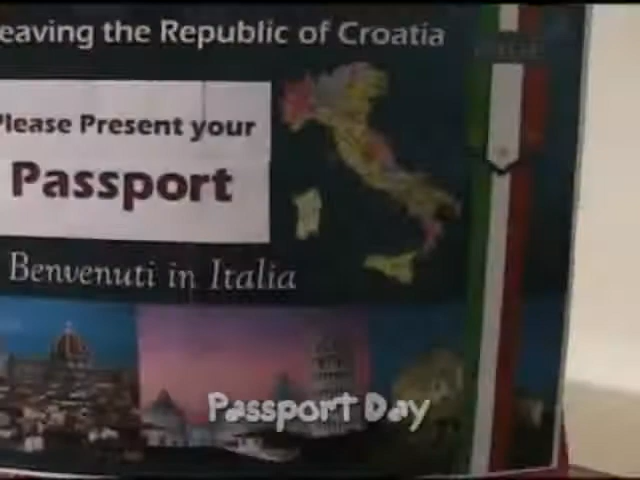 eaving the Republic of Croatia
Please Present your
Passport
Benvenuti in Italia
Passport Day